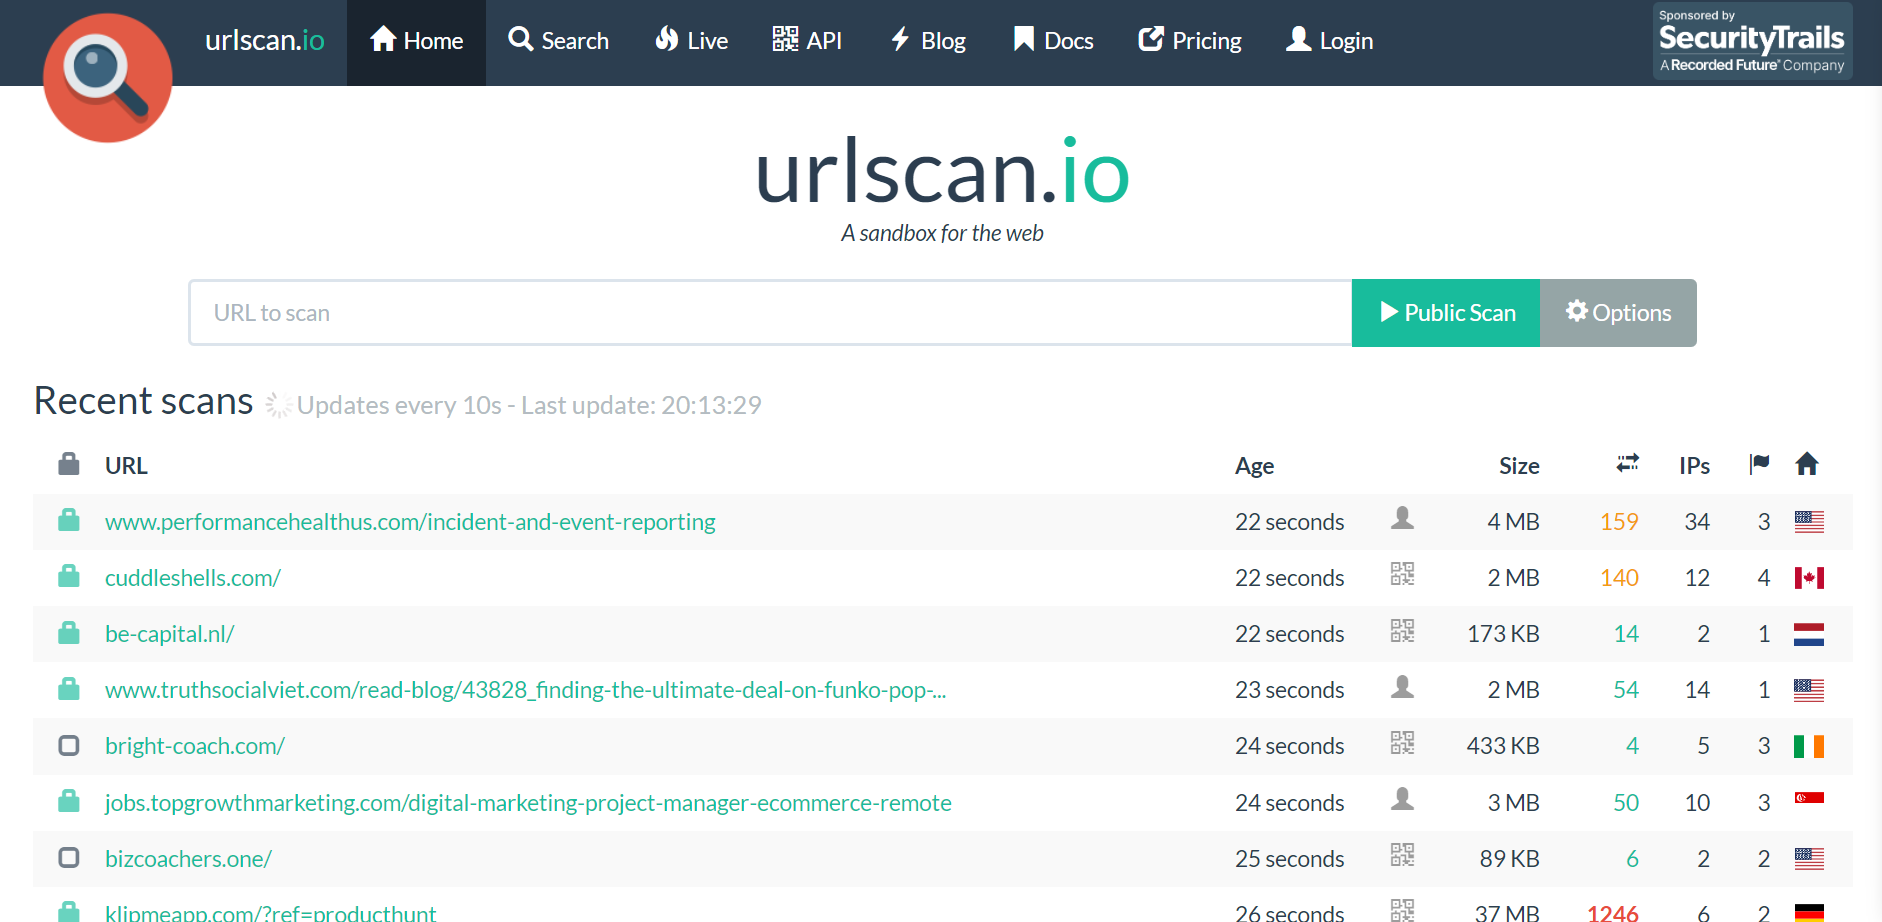 urlscan.io Home Search Live API Blog Docs Pricing Login
Sponsored by
SecurityTrails
A Recorded Future® Company
urlscan.io
A sandbox for the web
URL to scan Public Scan Options
Recent scans Updates every 10s - Last update: 20:13:29
URL Age Size IPs
www.performancehealthus.com/incident-and-event-reporting 22 seconds 4 MB 159 34 3
cuddleshells.com/ 22 seconds 2 MB 140 12 4
be-capital.nl/ 22 seconds 173 KB 14 2 1
www.truthsocialviet.com/read-blog/43828_finding-the-ultimate-deal-on-funko-pop-... 23 seconds 2 MB 54 14 1
bright-coach.com/ 24 seconds 433 KB 4 5 3
jobs.topgrowthmarketing.com/digital-marketing-project-manager-ecommerce-remote 24 seconds 3 MB 50 10 3
bizcoachers.one/ 25 seconds 89 KB 6 2 2
klipmeapp.com/?ref=producthunt 26 seconds 37 MB 1246 6 2